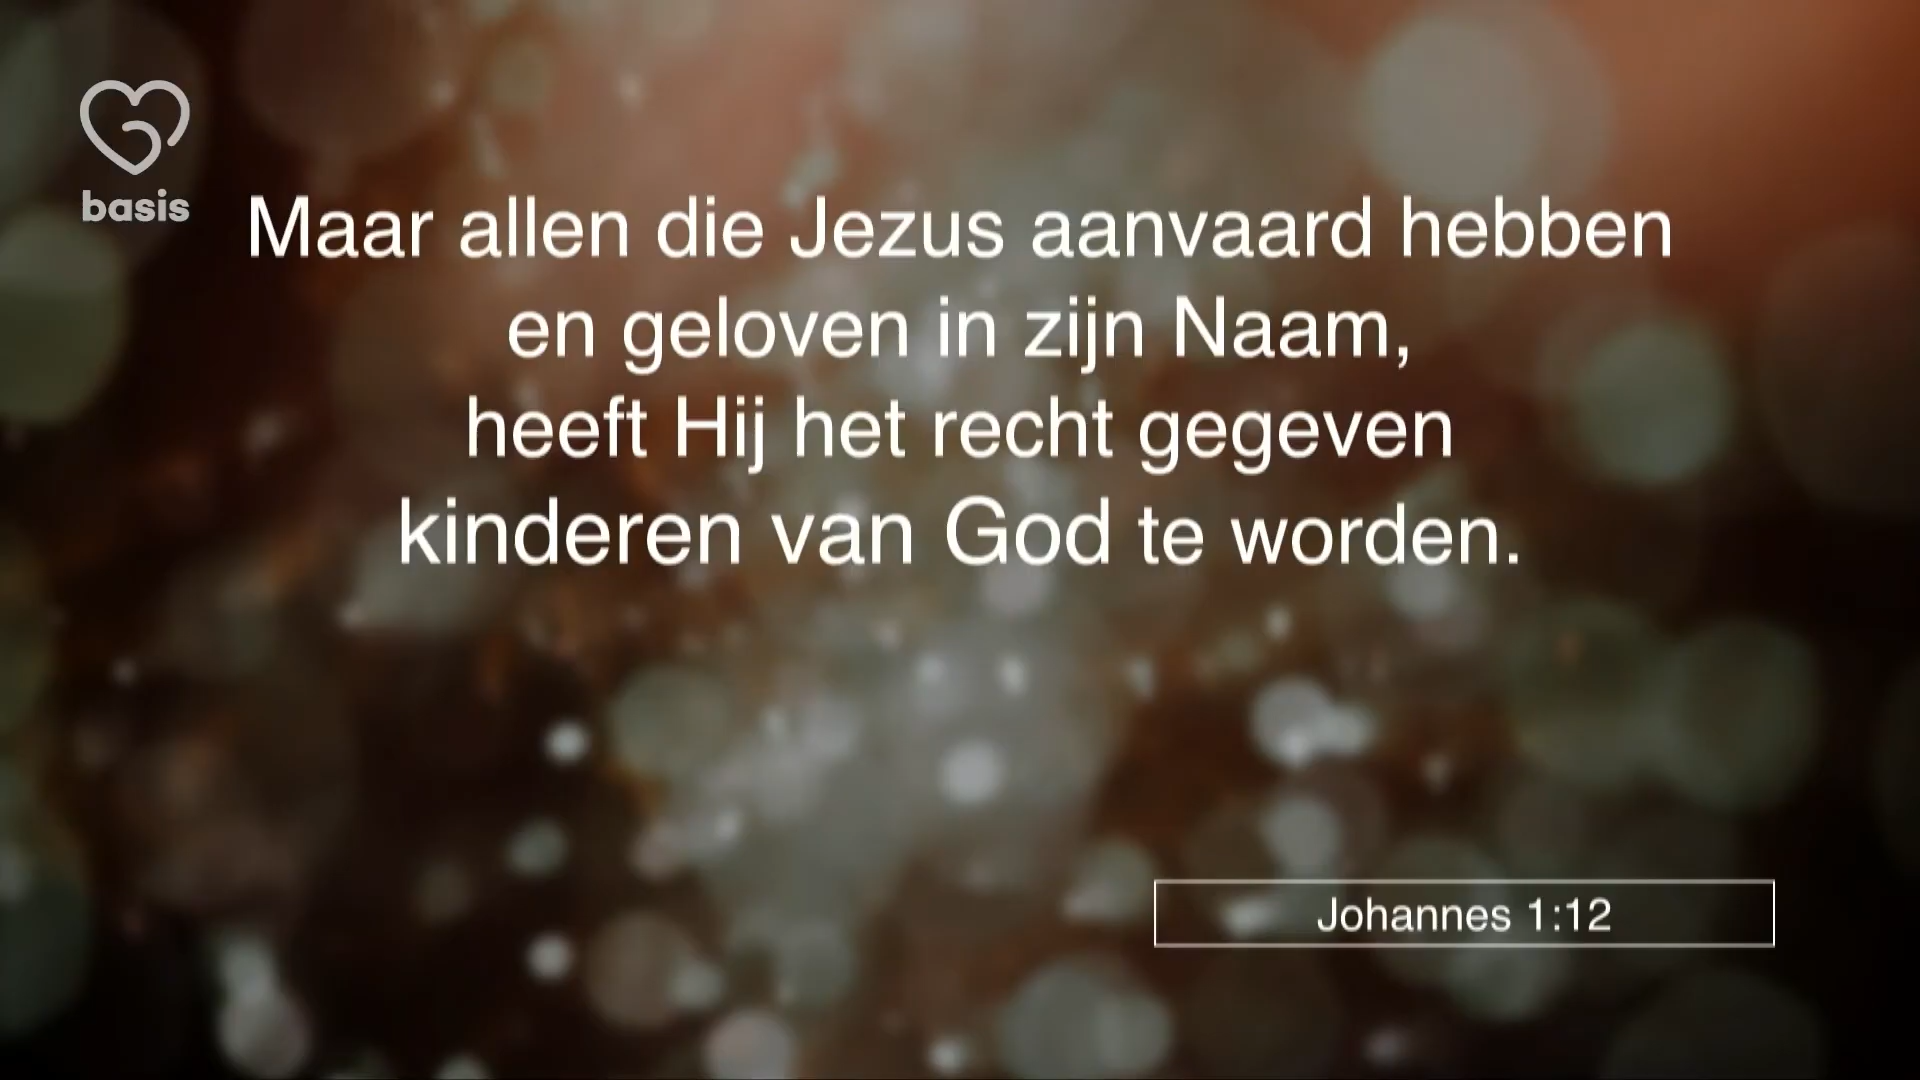 basis
Maar allen die Jezus aanvaard hebben
en geloven in zijn Naam,
heeft Hij het recht gegeven
kinderen van God te worden.
Johannes 1:12